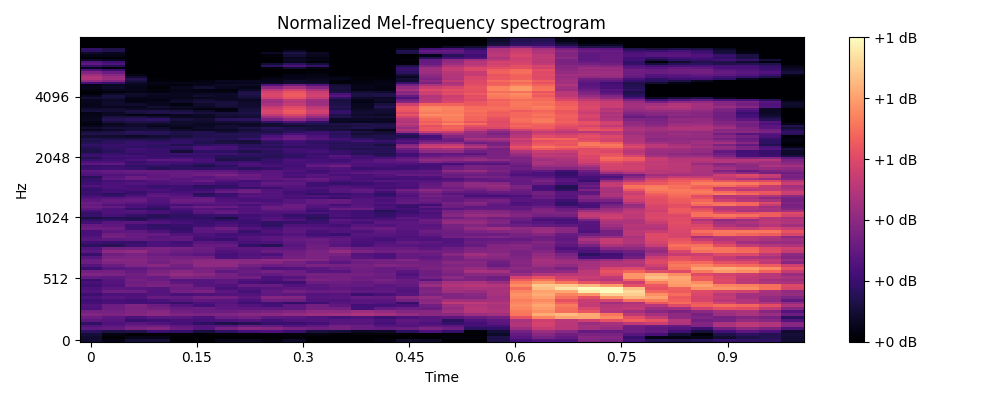 Normalized Mel-frequency spectrogram
Hz
4096
2048
1024
512
0
0 0.15 0.3 0.45 0.6 0.75 0.9
Time
+1 dB
+1 dB
+1 dB
+0 dB
+0 dB
+0 dB